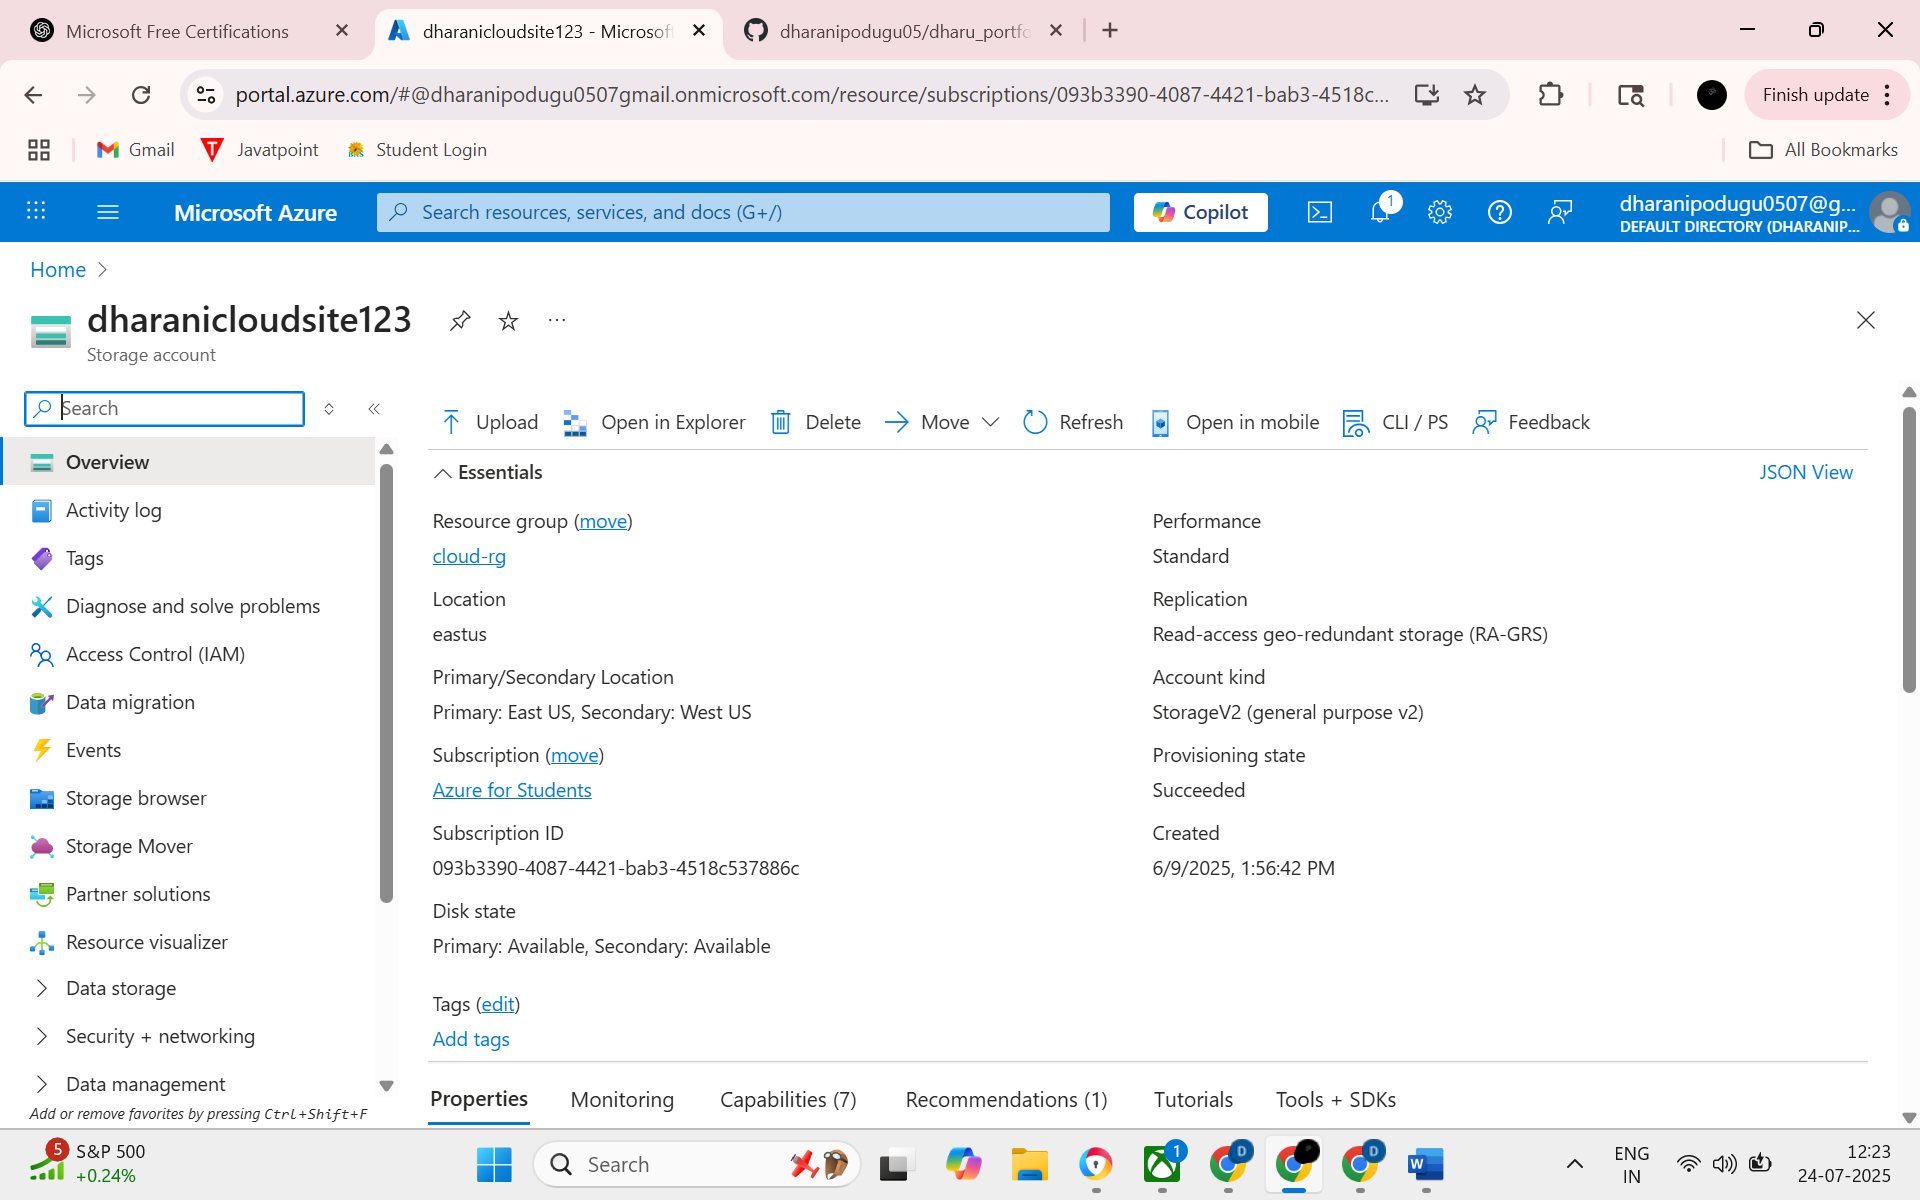 Microsoft Free Certifications
dharanicloudsite123 - Microsof
dharanipodugu05/dharu_portfo
portal.azure.com/#@dharanipodugu0507gmail.onmicrosoft.com/resource/subscriptions/093b3390-4087-4421-bab3-4518c...
Finish update
Gmail
Javatpoint
Student Login
All Bookmarks
Microsoft Azure
Search resources, services, and docs (G+/)
Copilot
1
dharanipodugu0507@g...
DEFAULT DIRECTORY (DHARANIP...
Home
dharanicloudsite123
Storage account
Search
Overview
Activity log
Tags
Diagnose and solve problems
Access Control (IAM)
Data migration
Events
Storage browser
Storage Mover
Partner solutions
Resource visualizer
Data storage
Security + networking
Data management
Add or remove favorites by pressing Ctrl+Shift+F
Upload
Open in Explorer
Delete
Move
Refresh
Open in mobile
CLI / PS
Feedback
Essentials
JSON View
Resource group (move)
cloud-rg
Location
eastus
Primary/Secondary Location
Primary: East US, Secondary: West US
Subscription (move)
Azure for Students
Subscription ID
093b3390-4087-4421-bab3-4518c537886c
Disk state
Primary: Available, Secondary: Available
Tags (edit)
Add tags
Performance
Standard
Replication
Read-access geo-redundant storage (RA-GRS)
Account kind
StorageV2 (general purpose v2)
Provisioning state
Succeeded
Created
6/9/2025, 1:56:42 PM
Properties
Monitoring
Capabilities (7)
Recommendations (1)
Tutorials
Tools + SDKs
5
S&P 500
+0.24%
Search
1
D
D
W
ENG
IN
12:23
24-07-2025